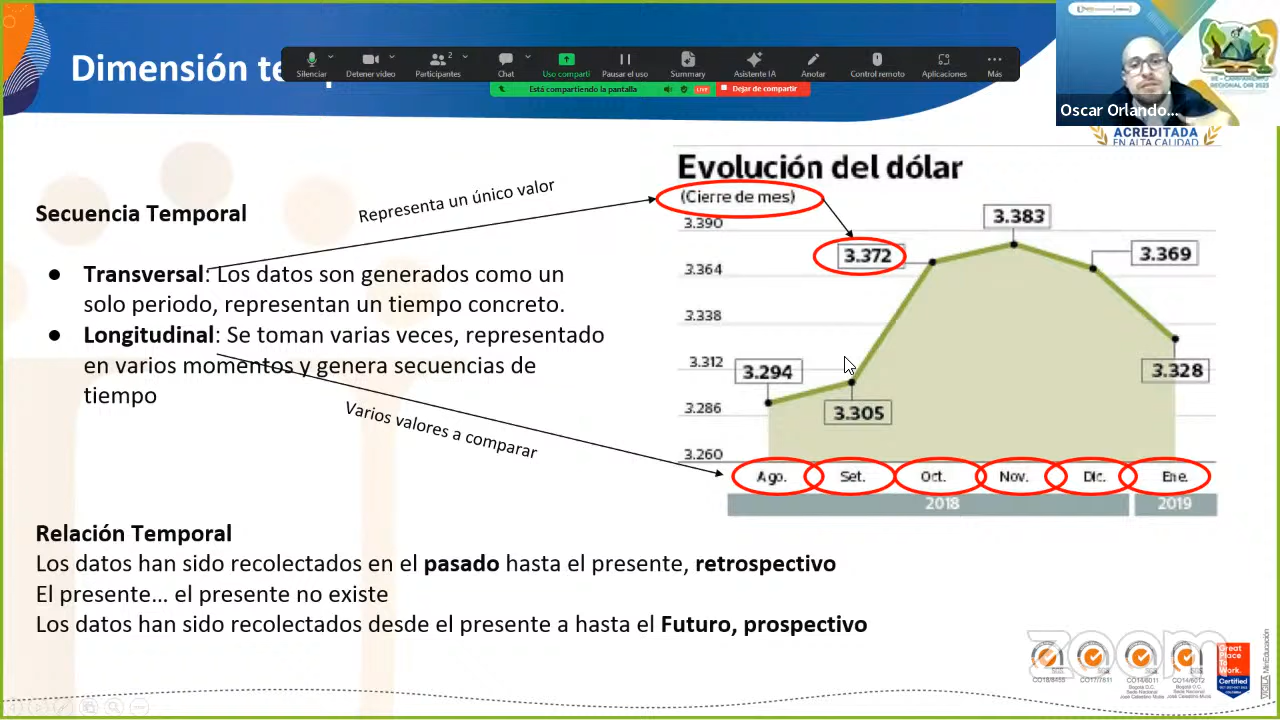 Dimensión te
Silenciar
Detener video
Participantes
2
Chat
Uso comparti
Pausar el uso
Summary
Asistente IA
Anotar
Control remoto
Aplicaciones
Más
Está compartiendo la pantalla
LIVE
Dejar de compartir
Oscar Orlando...
ACREDITADA
EN ALTA CALIDAD
Secuencia Temporal
Representa un único valor
Transversal: Los datos son generados como un
solo periodo, representan un tiempo concreto.
Longitudinal: Se toman varias veces, representado
en varios momentos y genera secuencias de
tiempo
Varios valores a comparar
Evolución del dólar
(Cierre de mes)
3.390
3.364
3.338
3.312
3.286
3.260
3.294
3.305
3.372
3.383
3.369
3.328
Ago.
Set.
Oct.
Nov.
Dic.
Ene.
2018
2019
Relación Temporal
Los datos han sido recolectados en el pasado hasta el presente, retrospectivo
El presente... el presente no existe
Los datos han sido recolectados desde el presente a hasta el Futuro, prospectivo
zoom
Great
Place
To
Work.
Certified
VIGILADA MinEducación